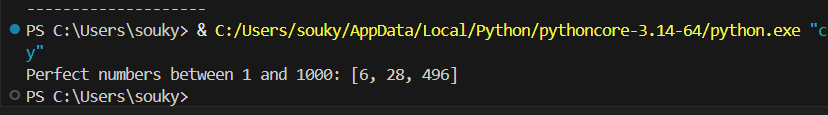 --------------------
PS C:\Users\souky> & C:/Users/souky/AppData/Local/Python/pythoncore-3.14-64/python.exe "c
y"
Perfect numbers between 1 and 1000: [6, 28, 496]
PS C:\Users\souky>